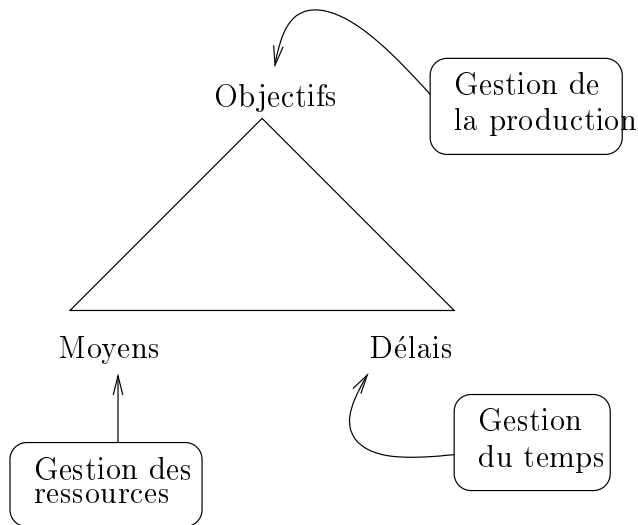 Gestion de
la production
Objectifs
Moyens
Délais
Gestion
du temps
Gestion des
ressources